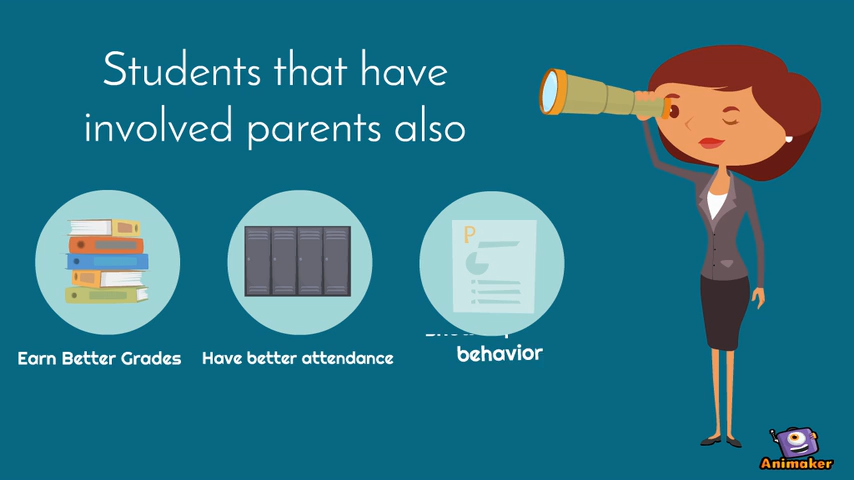 Students that have
involved parents also
P
Earn Better Grades
Have better attendance
behavior
Animaker